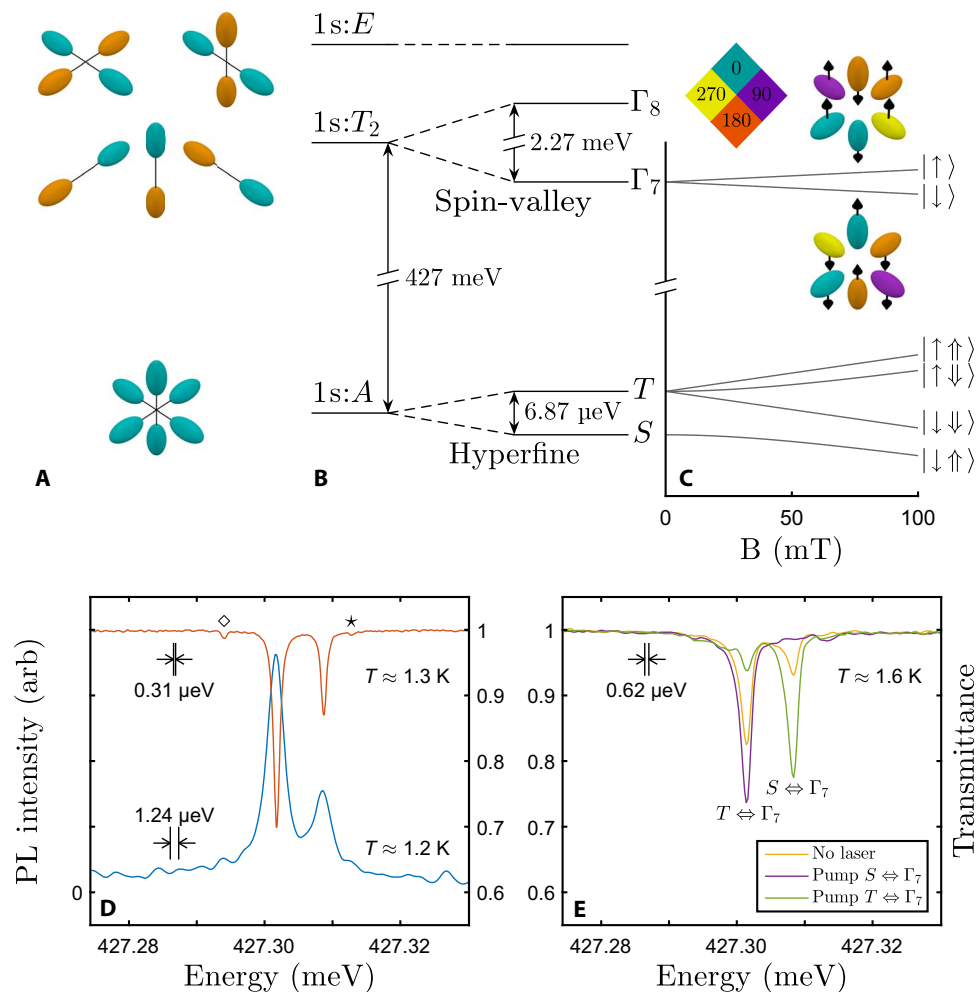 1s:E
1s:T₂
Γ₈
2.27 meV
Γ₇
Spin-valley
0
270
90
180
|↑⟩
|↓⟩
427 meV
1s:A
T
6.87 µeV
S
Hyperfine
|↑⇑⟩
|↑⇓⟩
|↓⇓⟩
|↓⇑⟩
A
B
C
0
50
100
B (mT)
PL intensity (arb)
0
◇
⋆
0.31 µeV
T ≈ 1.3 K
1.24 µeV
T ≈ 1.2 K
1
0.9
0.8
0.7
0.6
D
427.28
427.30
427.32
Energy (meV)
0.62 µeV
T ≈ 1.6 K
S ⇔ Γ₇
T ⇔ Γ₇
No laser
Pump S ⇔ Γ₇
Pump T ⇔ Γ₇
E
1
0.9
0.8
0.7
0.6
Transmittance
427.28
427.30
427.32
Energy (meV)